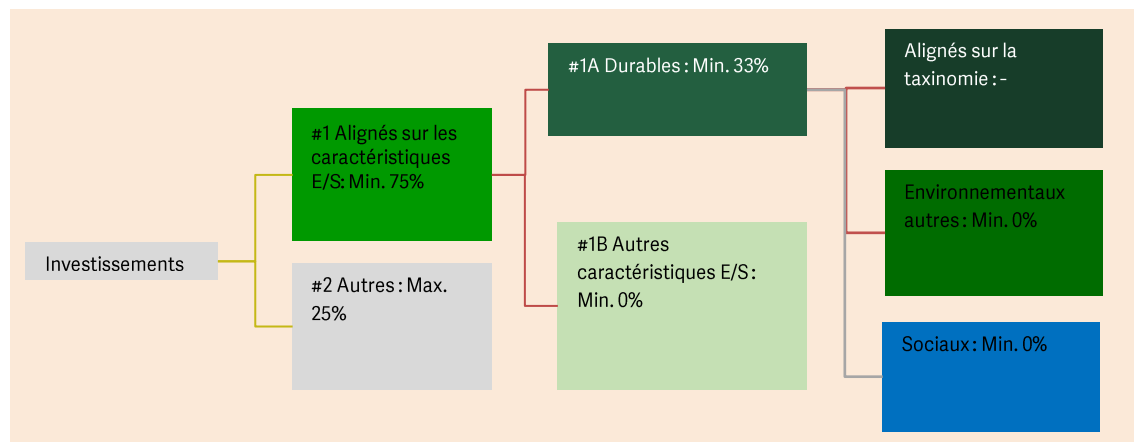 Investissements
#1 Alignés sur les
caractéristiques
E/S: Min. 75%
#2 Autres : Max.
25%
#1A Durables : Min. 33%
#1B Autres
caractéristiques E/S :
Min. 0%
Alignés sur la
taxinomie : -
Environnementaux
autres : Min. 0%
Sociaux : Min. 0%